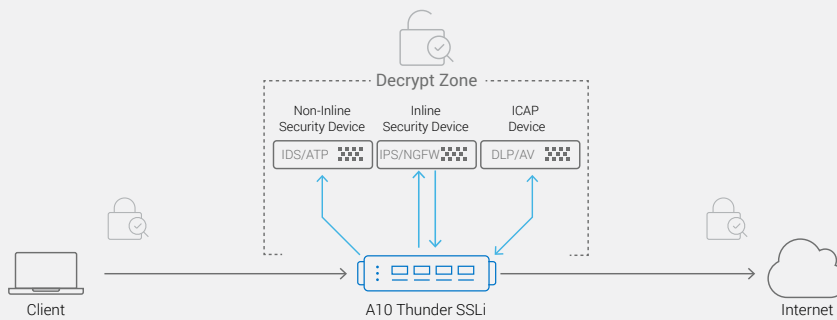 Decrypt Zone
Non-Inline
Security Device
Inline
Security Device
ICAP
Device
IDS/ATP
IPS/NGFW
DLP/AV
Client
A10 Thunder SSLi
Internet